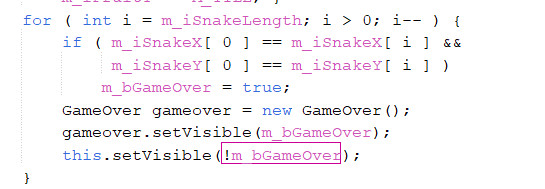 for ( int i = m_iSnakeLength; i > 0; i-- ) {
if ( m_iSnakeX[ 0 ] == m_iSnakeX[ i ] &&
m_iSnakeY[ 0 ] == m_iSnakeY[ i ] )
m_bGameOver = true;
GameOver gameover = new GameOver();
gameover.setVisible(m_bGameOver);
this.setVisible(!m_bGameOver);
}